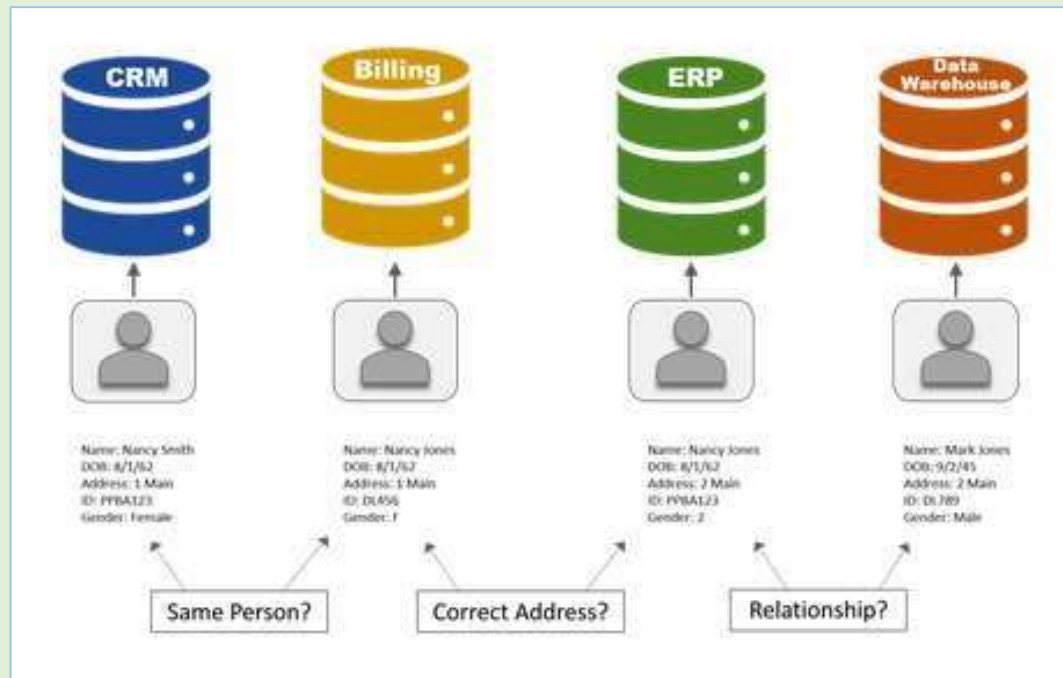 CRM
Billing
ERP
Data
Warehouse
Name: Nancy Smith
DOB: 8/1/62
Address: 1 Main
ID: PPBA123
Gender: Female
Name: Nancy Jones
DOB: 8/1/62
Address: 1 Main
ID: DL456
Gender: F
Name: Nancy Jones
DOB: 8/1/62
Address: 2 Main
ID: PPBA123
Gender: 2
Name: Mark Jones
DOB: 9/2/45
Address: 2 Main
ID: DL789
Gender: Male
Same Person?
Correct Address?
Relationship?